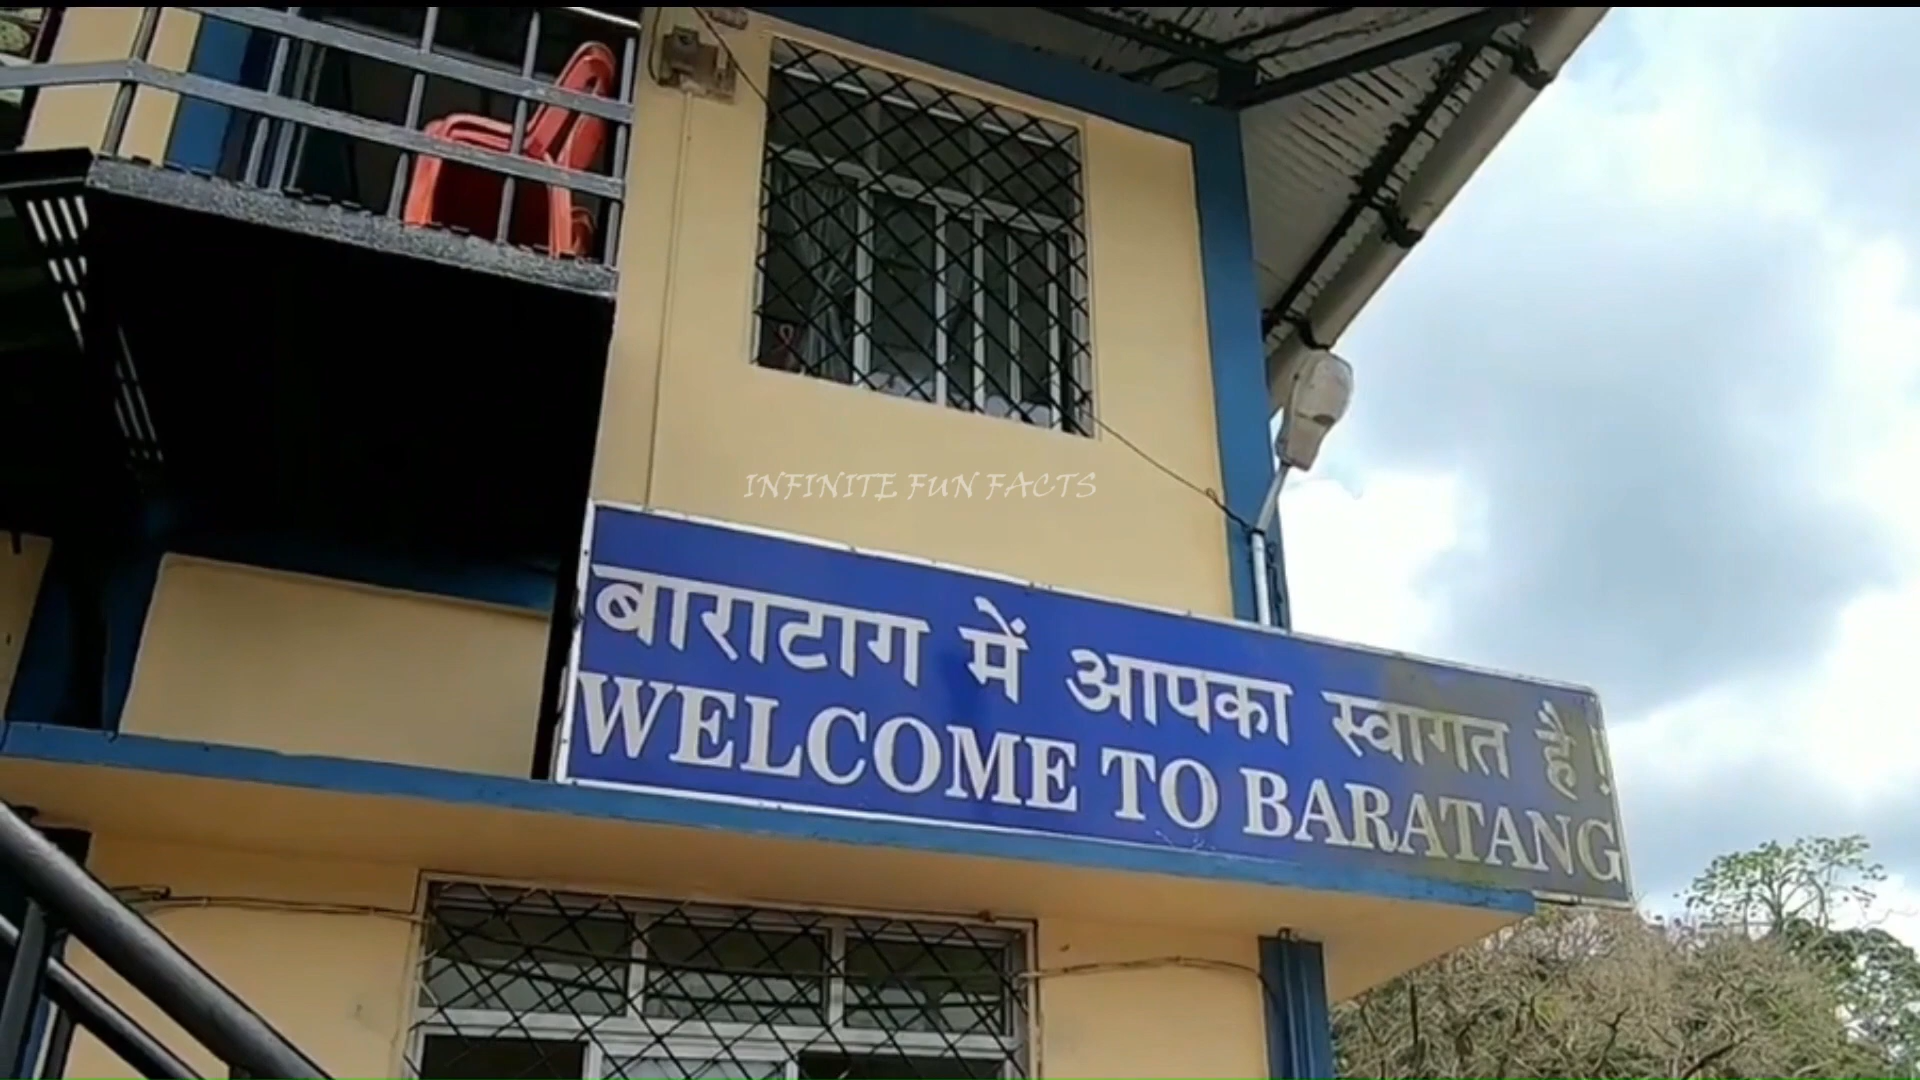 INFINITE FUN FACTS
बाराटाग में आपका स्वागत है!
WELCOME TO BARATANG